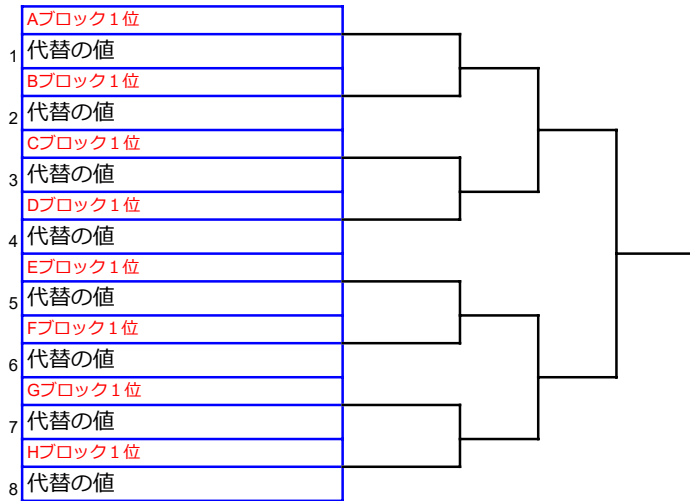 Aブロック１位
1 代替の値
Bブロック１位
2 代替の値
Cブロック１位
3 代替の値
Dブロック１位
4 代替の値
Eブロック１位
5 代替の値
Fブロック１位
6 代替の値
Gブロック１位
7 代替の値
Hブロック１位
8 代替の値